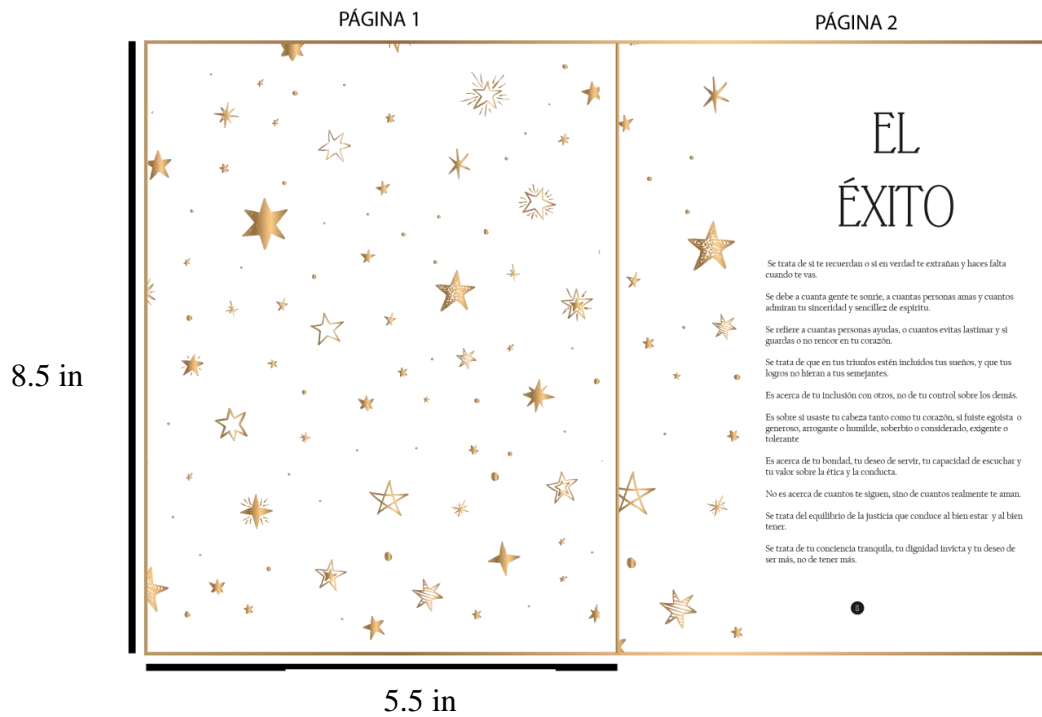 PÁGINA 1
PÁGINA 2
8.5 in
5.5 in
EL
ÉXITO
Se trata de si te recuerdan o si en verdad te extrañan y haces falta
cuando te vas.
Se debe a cuanta gente te sonríe, a cuantas personas amas y cuantos
admiran tu sinceridad y sencillez de espiritu.
Se refiere a cuantas personas ayudas, o cuantos evitas lastimar y si
guardas o no rencor en tu corazón.
Se trata de que en tus triunfos estén incluidos tus sueños, y que tus
logros no hieran a tus semejantes.
Es acerca de tu inclusión con otros, no de tu control sobre los demás.
Es sobre si usaste tu cabeza tanto como tu corazón, si fuiste egoista o
generoso, arrogante o humilde, soberbio o considerado, exigente o
tolerante
Es acerca de tu bondad, tu deseo de servir, tu capacidad de escuchar y
tu valor sobre la ética y la conducta.
No es acerca de cuantos te siguen, sino de cuantos realmente te aman.
Se trata del equilibrio de la justicia que conduce al bien estar y al bien
tener.
Se trata de tu conciencia tranquila, tu dignidad invicta y tu deseo de
ser más, no de tener más.